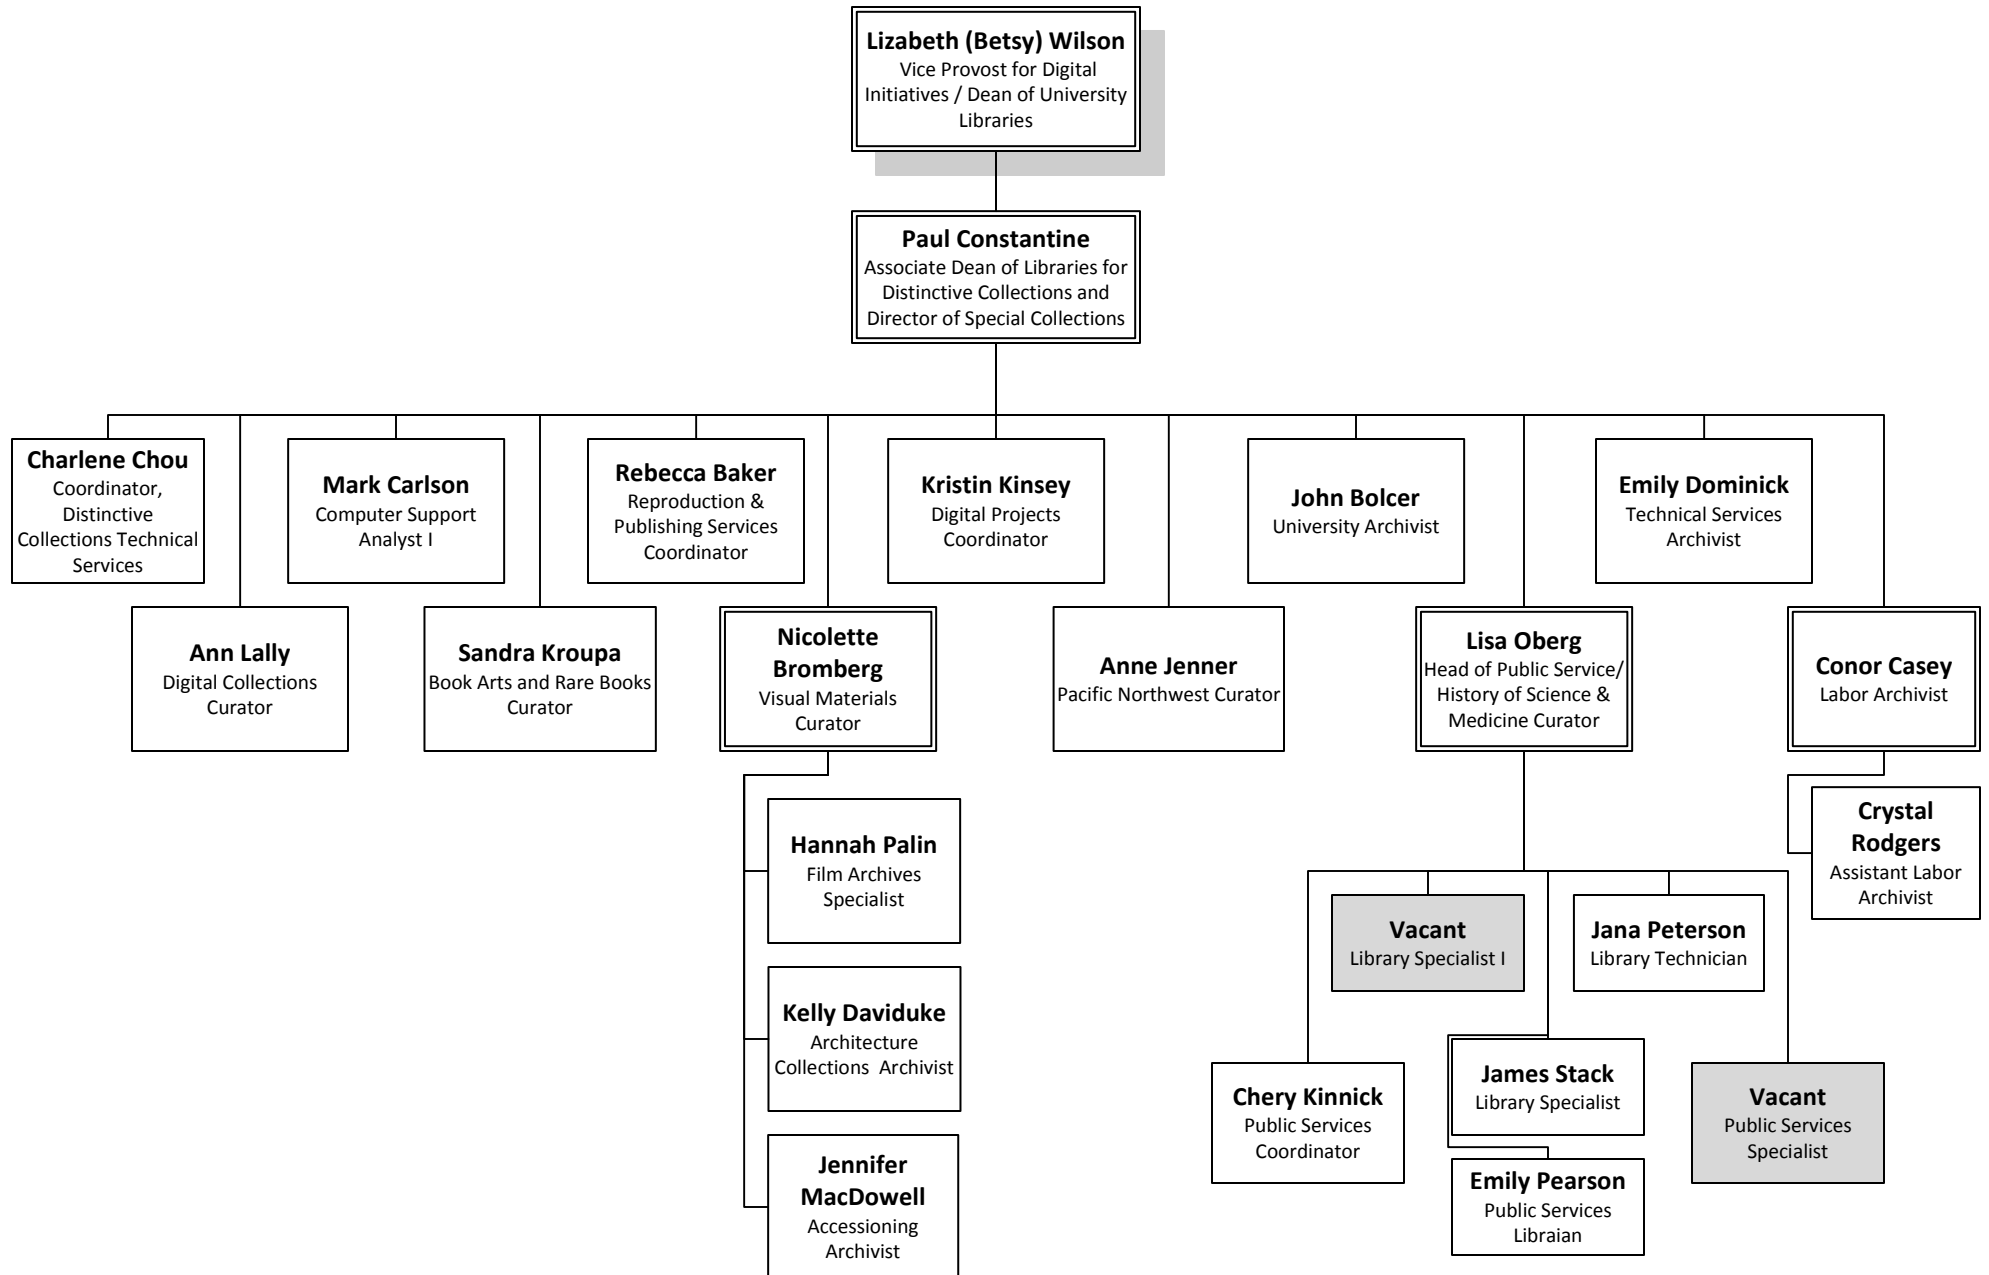 Lizabeth (Betsy) Wilson
Vice Provost for Digital
Initiatives / Dean of University
Libraries
Paul Constantine
Associate Dean of Libraries for
Distinctive Collections and
Director of Special Collections
Charlene Chou
Coordinator,
Distinctive
Collections Technical
Services
Mark Carlson
Computer Support
Analyst I
Rebecca Baker
Reproduction &
Publishing Services
Coordinator
Kristin Kinsey
Digital Projects
Coordinator
John Bolcer
University Archivist
Emily Dominick
Technical Services
Archivist
Ann Lally
Digital Collections
Curator
Sandra Kroupa
Book Arts and Rare Books
Curator
Nicolette
Bromberg
Visual Materials
Curator
Anne Jenner
Pacific Northwest Curator
Lisa Oberg
Head of Public Service/
History of Science &
Medicine Curator
Conor Casey
Labor Archivist
Hannah Palin
Film Archives
Specialist
Kelly Daviduke
Architecture
Collections  Archivist
Jennifer
MacDowell
Accessioning
Archivist
Vacant
Library Specialist I
Jana Peterson
Library Technician
Chery Kinnick
Public Services
Coordinator
James Stack
Library Specialist
Emily Pearson
Public Services
Libraian
Vacant
Public Services
Specialist
Crystal
Rodgers
Assistant Labor
Archivist